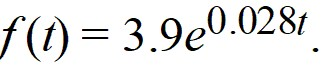 f(t) = 3.9e^0.028t.